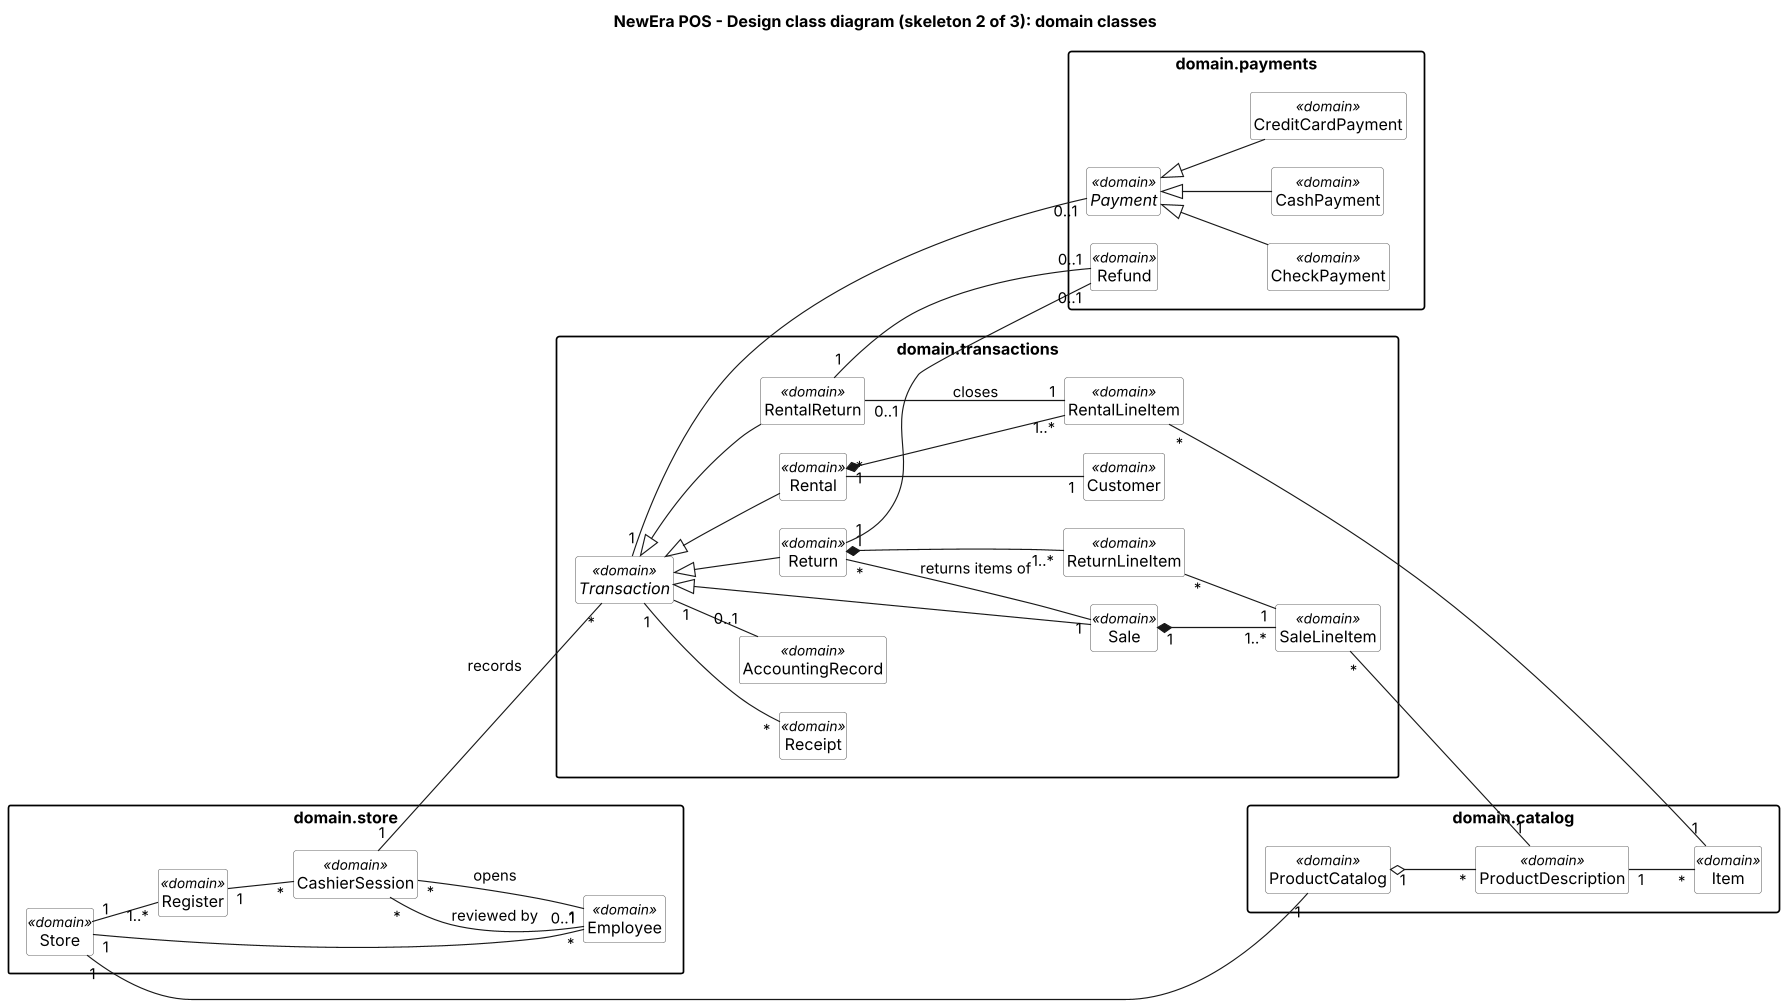 NewEra POS - Design class diagram (skeleton 2 of 3): domain classes
domain.payments
«domain»
CreditCardPayment
«domain»
Payment
0..1
«domain»
CashPayment
0..1
«domain»
Refund
0..1
«domain»
CheckPayment
domain.transactions
1
«domain»
RentalReturn
0..1
closes
1
«domain»
RentalLineItem
1..*
*
«domain»
Rental
*
1
1
«domain»
Customer
1
«domain»
Return
1
1
*
returns items of
1..*
«domain»
ReturnLineItem
*
«domain»
Transaction
*
1
1
0..1
1
«domain»
Sale
1
1..*
1
«domain»
SaleLineItem
*
records
«domain»
AccountingRecord
*
«domain»
Receipt
domain.store
1
«domain»
CashierSession
*
*
*
opens
reviewed by
0..1
1
*
«domain»
Register
1
1
1..*
«domain»
Store
1
1
«domain»
Employee
domain.catalog
1
1
«domain»
ProductCatalog
1
*
1
«domain»
ProductDescription
1
*
«domain»
Item